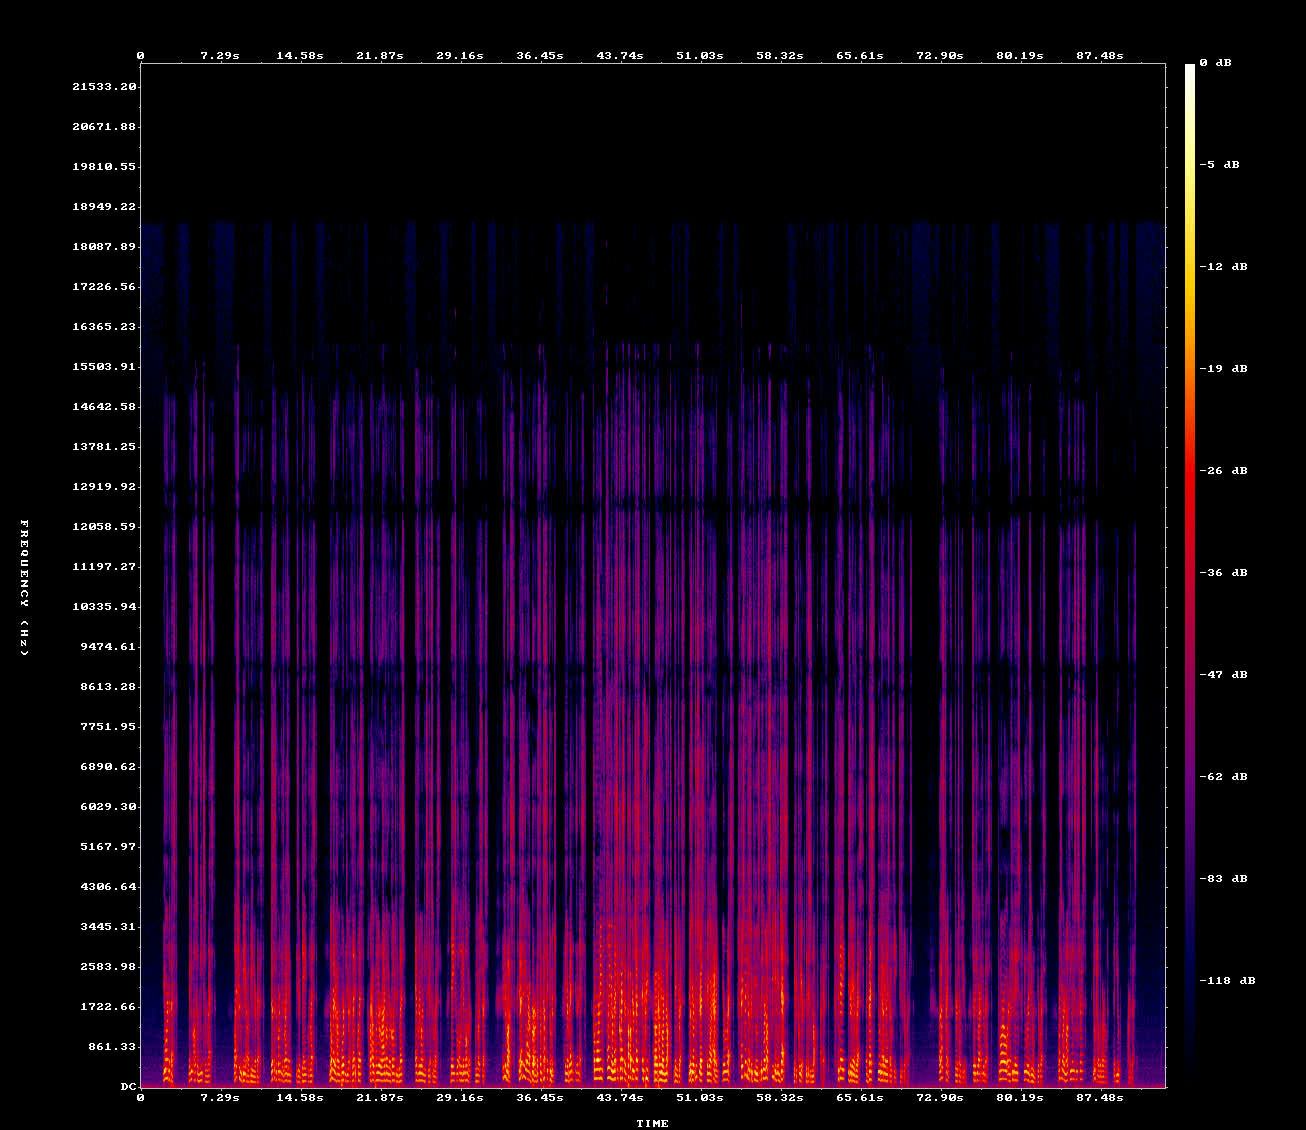 0 7.29s 14.58s 21.87s 29.16s 36.45s 43.74s 51.03s 58.32s 65.61s 72.90s 80.19s 87.48s
0 dB
21533.20
20671.88
19810.55
-5 dB
18949.22
18087.89
-12 dB
17226.56
16365.23
15503.91
-19 dB
14642.58
13781.25
-26 dB
12919.92
12058.59
11197.27
-36 dB
10335.94
9474.61
8613.28
-47 dB
7751.95
6890.62
-62 dB
6029.30
5167.97
-83 dB
4306.64
3445.31
2583.98
-118 dB
1722.66
861.33
DC
FREQUENCY (Hz)
0 7.29s 14.58s 21.87s 29.16s 36.45s 43.74s 51.03s 58.32s 65.61s 72.90s 80.19s 87.48s
TIME